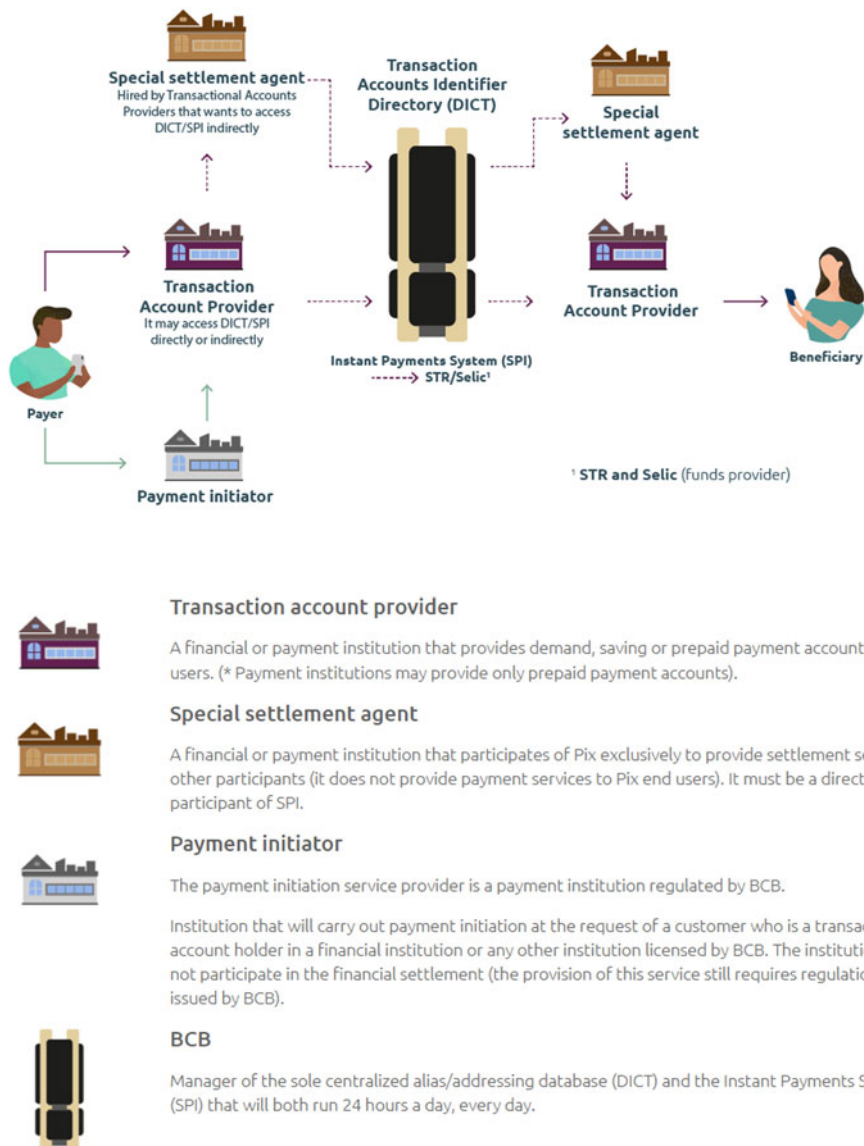 Special settlement agent
Hired by Transactional Accounts
Providers that wants to access
DICT/SPI indirectly
Transaction
Accounts Identifier
Directory (DICT)
Special
settlement agent
Transaction
Account Provider
It may access DICT/SPI
directly or indirectly
Transaction
Account Provider
Instant Payments System (SPI)
STR/Selic¹
Beneficiary
Payer
Payment initiator
¹ STR and Selic (funds provider)
Transaction account provider
A financial or payment institution that provides demand, saving or prepaid payment account
users. (* Payment institutions may provide only prepaid payment accounts).
Special settlement agent
A financial or payment institution that participates of Pix exclusively to provide settlement se
other participants (it does not provide payment services to Pix end users). It must be a direct
participant of SPI.
Payment initiator
The payment initiation service provider is a payment institution regulated by BCB.
Institution that will carry out payment initiation at the request of a customer who is a transac
account holder in a financial institution or any other institution licensed by BCB. The instituti
not participate in the financial settlement (the provision of this service still requires regulatio
issued by BCB).
BCB
Manager of the sole centralized alias/addressing database (DICT) and the Instant Payments S
(SPI) that will both run 24 hours a day, every day.